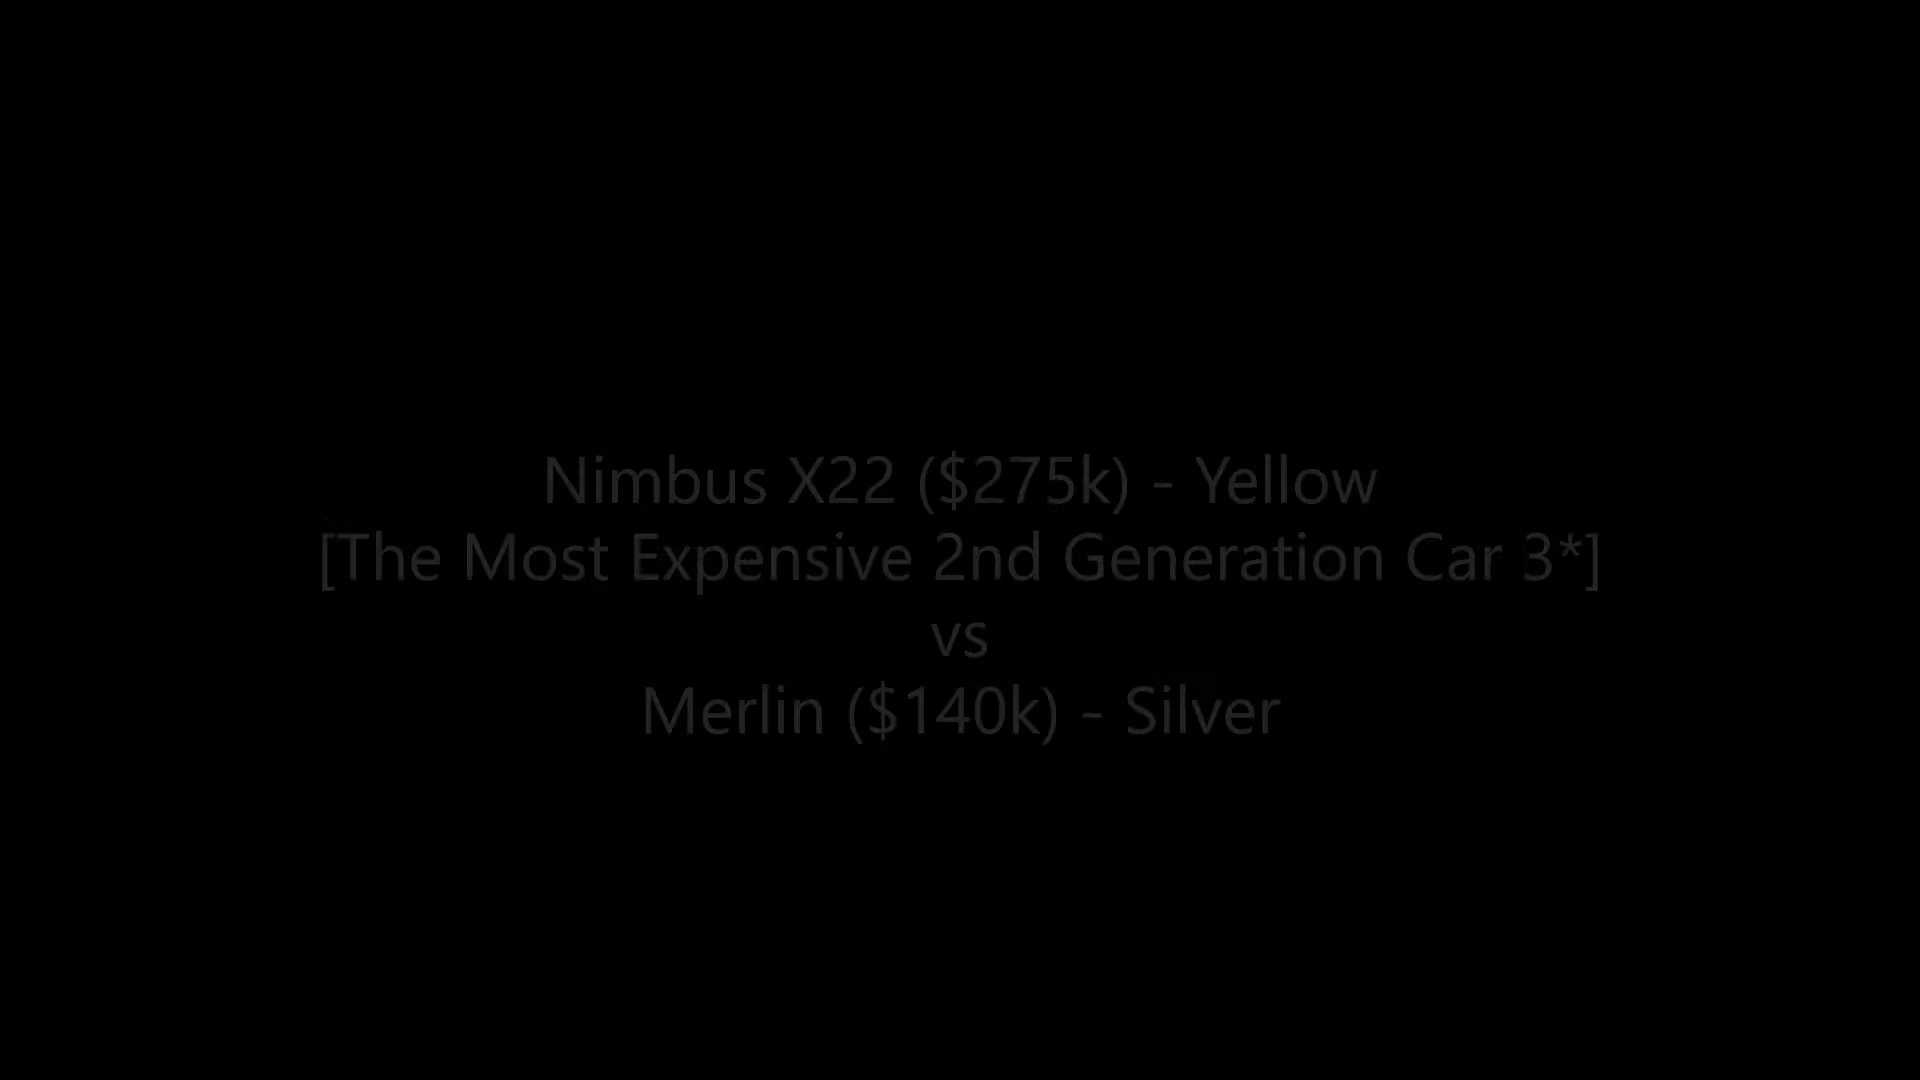 Nimbus X22 ($275k) - Yellow
[The Most Expensive 2nd Generation Car 3*]
vs
Merlin ($140k) - Silver